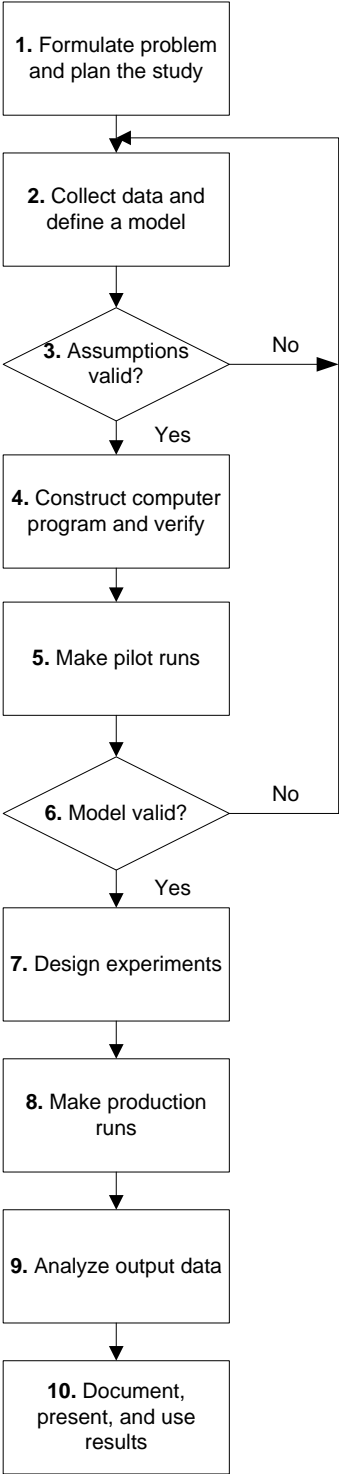 1. Formulate problem
and plan the study
2. Collect data and
define a model
3. Assumptions
valid?
No
Yes
4. Construct computer
program and verify
5. Make pilot runs
6. Model valid?
No
Yes
7. Design experiments
8. Make production
runs
9. Analyze output data
10. Document,
present, and use
results